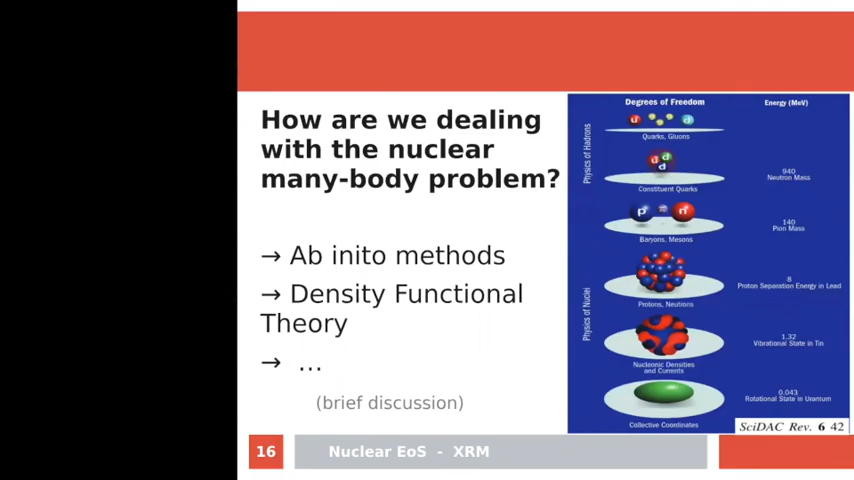 How are we dealing
with the nuclear
many-body problem?
→ Ab inito methods
→ Density Functional
Theory
→ ...
(brief discussion)
16
Nuclear EoS - XRM
Degrees of Freedom
Energy (MeV)
Physics of Hadrons
u
d
Quarks, Gluons
u d
d
Constituent Quarks
940
Neutron Mass
p
n
Baryons, Mesons
140
Pion Mass
Physics of Nuclei
Protons, Neutrons
8
Proton Separation Energy in Lead
Nucleonic Densities
and Currents
1.32
Vibrational State in Tin
Collective Coordinates
0.043
Rotational State in Uranium
SciDAC Rev. 6 42